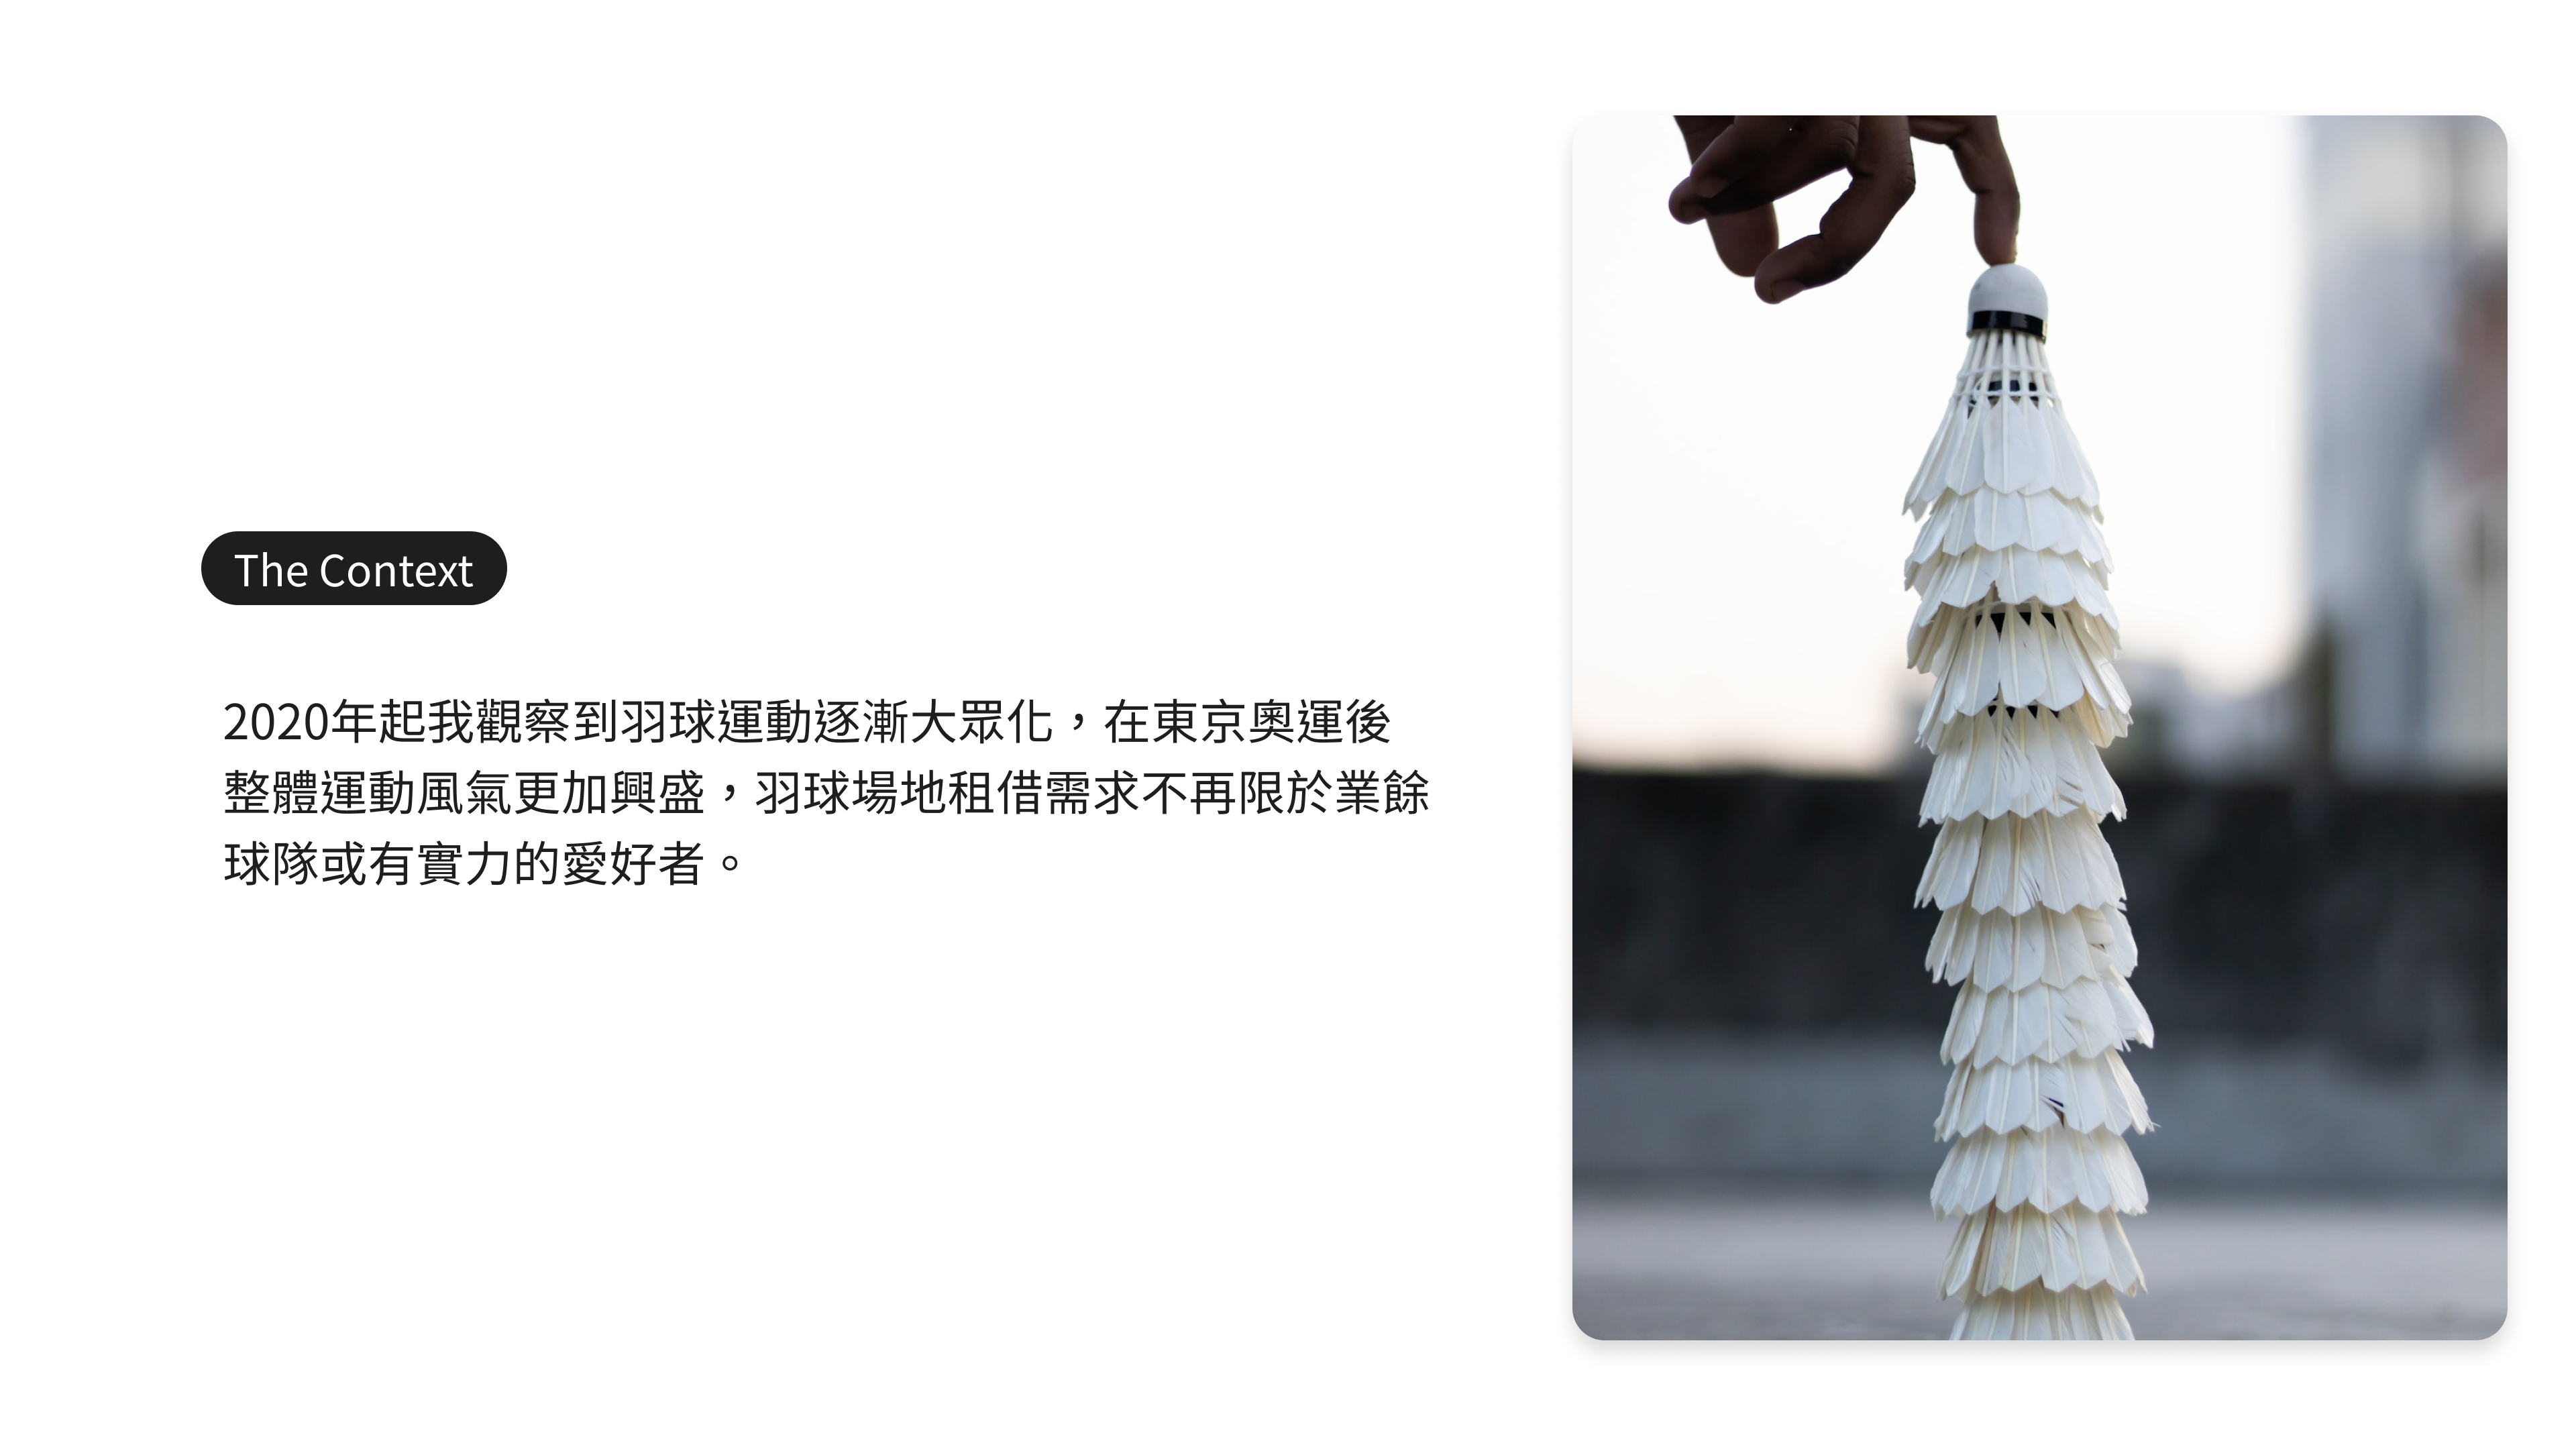 The Context
2020年起我觀察到羽球運動逐漸大眾化，在東京奧運後
整體運動風氣更加興盛，羽球場地租借需求不再限於業餘
球隊或有實力的愛好者。